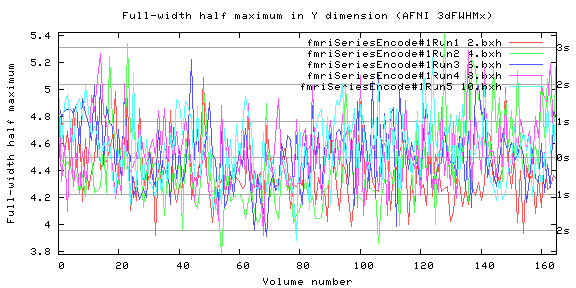 Full-width half maximum in Y dimension (AFNI 3dFWHMx)
fmriSeriesEncode#1Run1 2.bxh
fmriSeriesEncode#1Run2 4.bxh
fmriSeriesEncode#1Run3 6.bxh
fmriSeriesEncode#1Run4 8.bxh
fmriSeriesEncode#1Run5 10.bxh
Full-width half maximum
5.4
5.2
5
4.8
4.6
4.4
4.2
4
3.8
3s
2s
1s
0s
1s
2s
0 20 40 60 80 100 120 140 160
Volume number